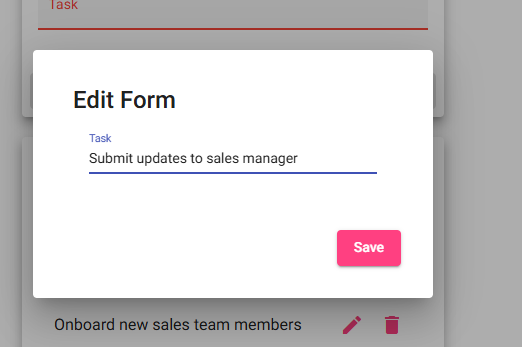 Task
Edit Form
Task
Submit updates to sales manager
Save
Onboard new sales team members